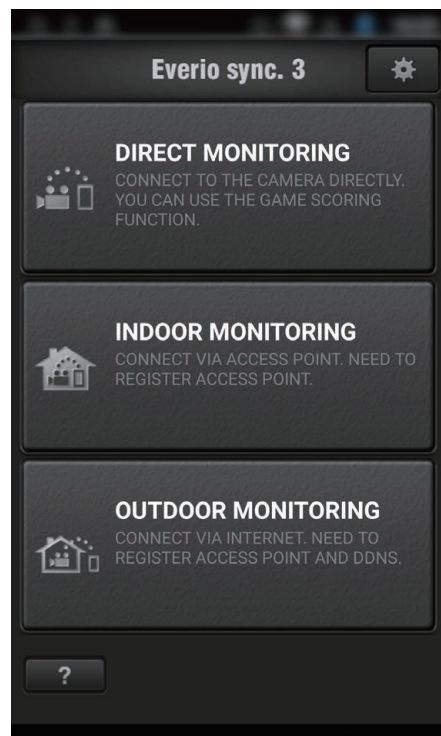 Everio sync. 3
DIRECT MONITORING
CONNECT TO THE CAMERA DIRECTLY.
YOU CAN USE THE GAME SCORING
FUNCTION.
INDOOR MONITORING
CONNECT VIA ACCESS POINT. NEED TO
REGISTER ACCESS POINT.
OUTDOOR MONITORING
CONNECT VIA INTERNET. NEED TO
REGISTER ACCESS POINT AND DDNS.
?